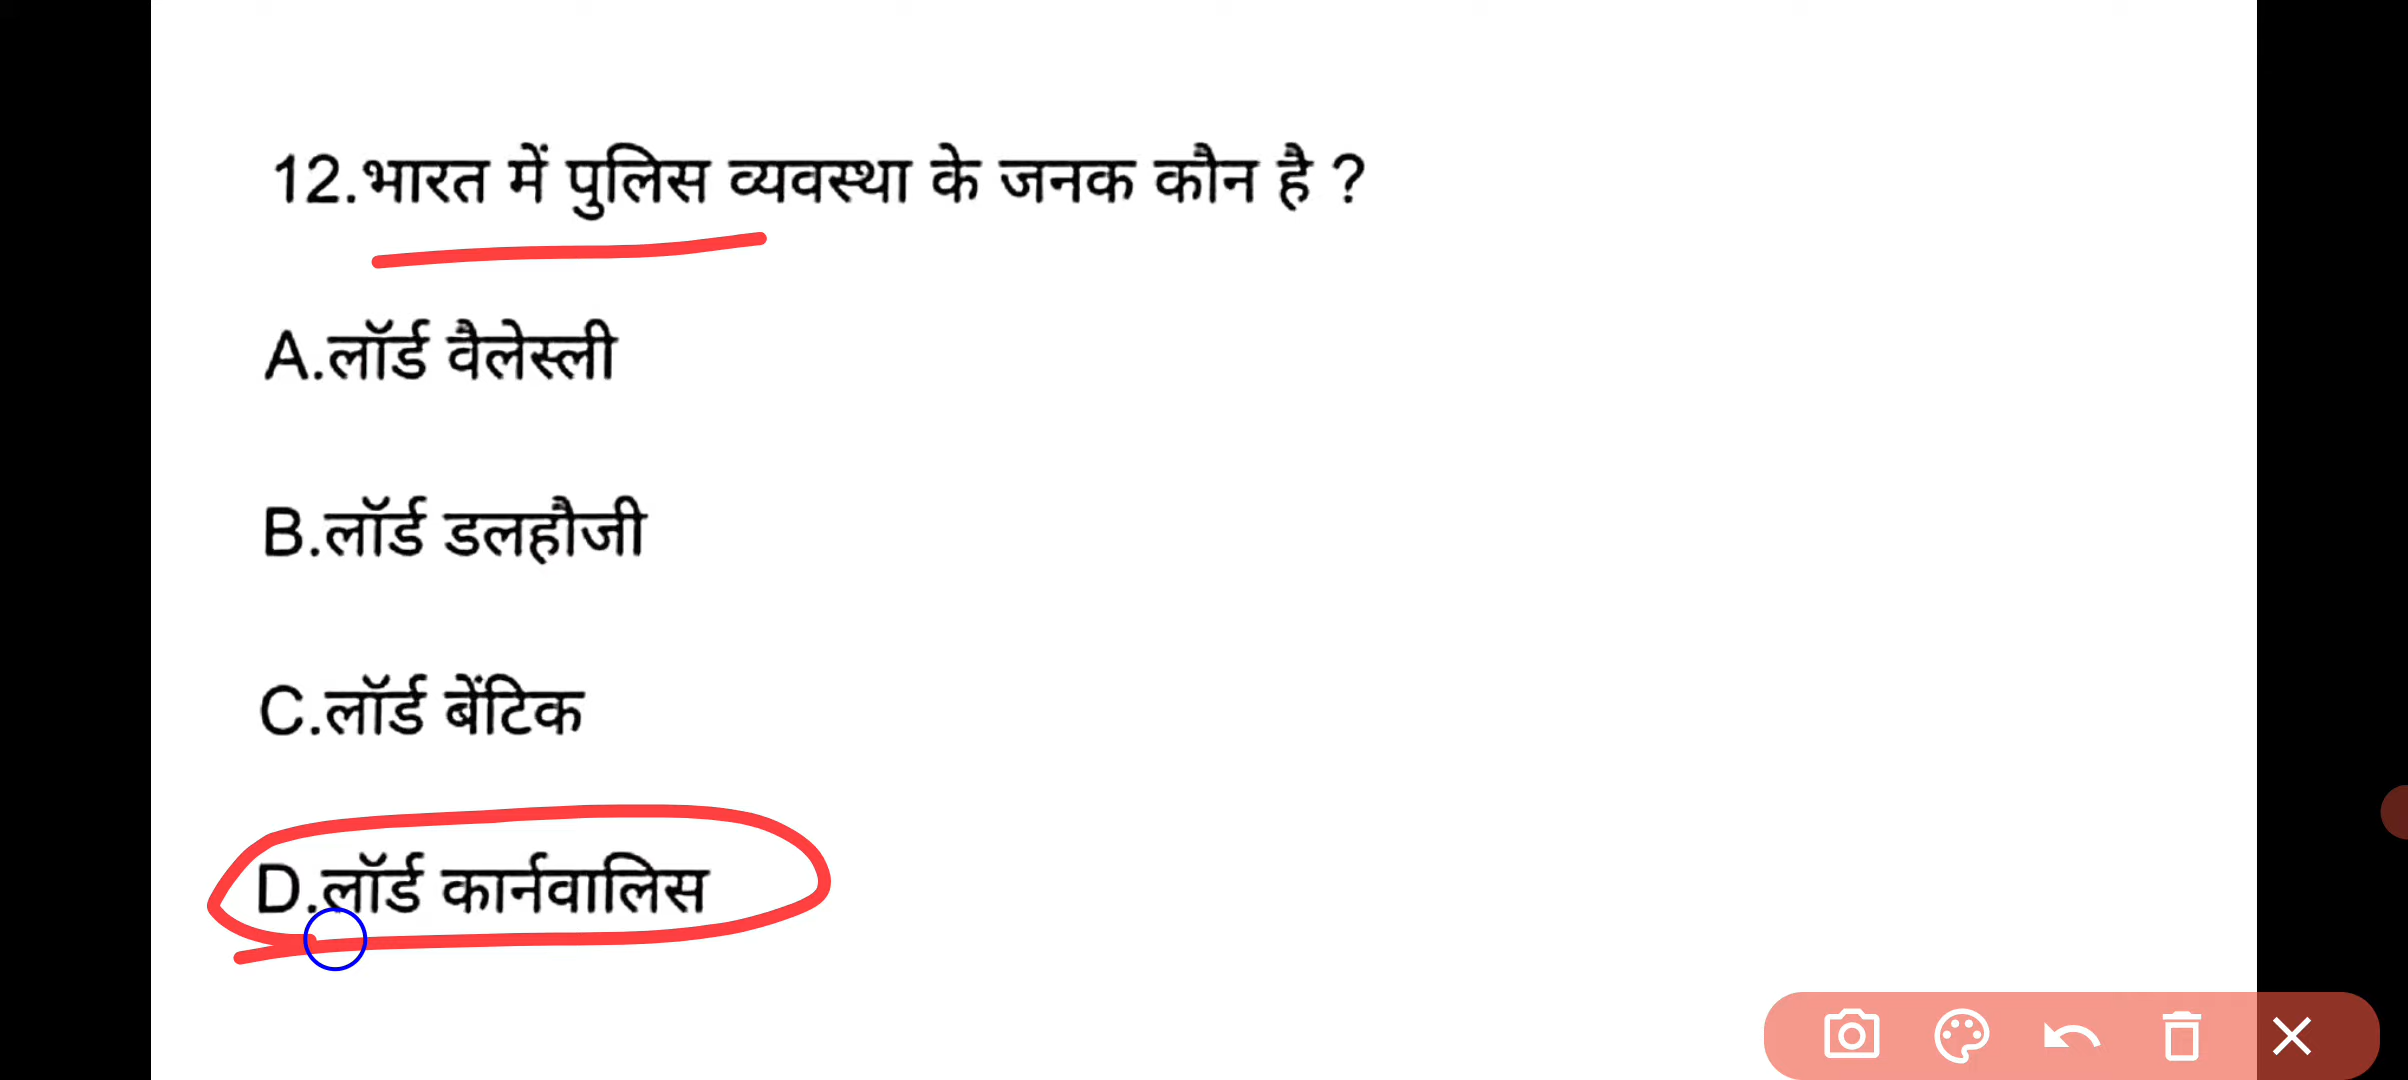 12.भारत में पुलिस व्यवस्था के जनक कौन है ?
A.लॉर्ड वैलेस्ली
B.लॉर्ड डलहौजी
C.लॉर्ड बेंटिक
D.लॉर्ड कार्नवालिस